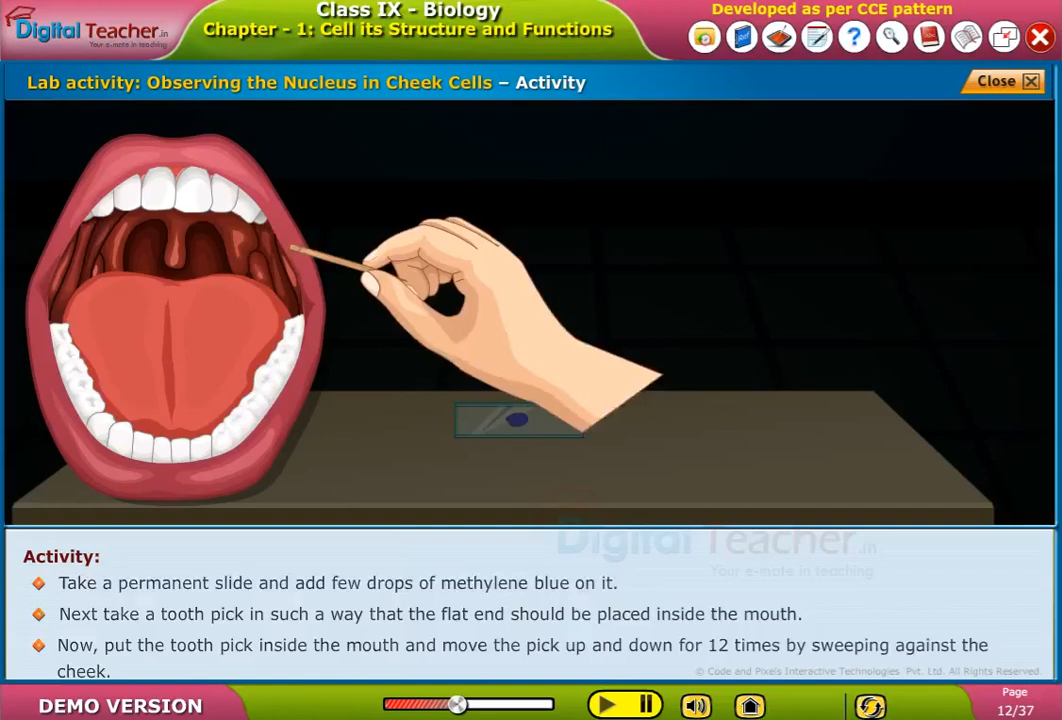 Class IX - Biology
Chapter - 1: Cell its Structure and Functions
Developed as per CCE pattern
Digital Teacher.in
Your e-mate in teaching
Lab activity: Observing the Nucleus in Cheek Cells – Activity
Close
Activity:
Take a permanent slide and add few drops of methylene blue on it.
Next take a tooth pick in such a way that the flat end should be placed inside the mouth.
Now, put the tooth pick inside the mouth and move the pick up and down for 12 times by sweeping against the
cheek.
Digital Teacher.in
Your e-mate in teaching
© Code and Pixels Interactive Technologies Pvt. Ltd. All Rights Reserved.
DEMO VERSION
Page
12/37